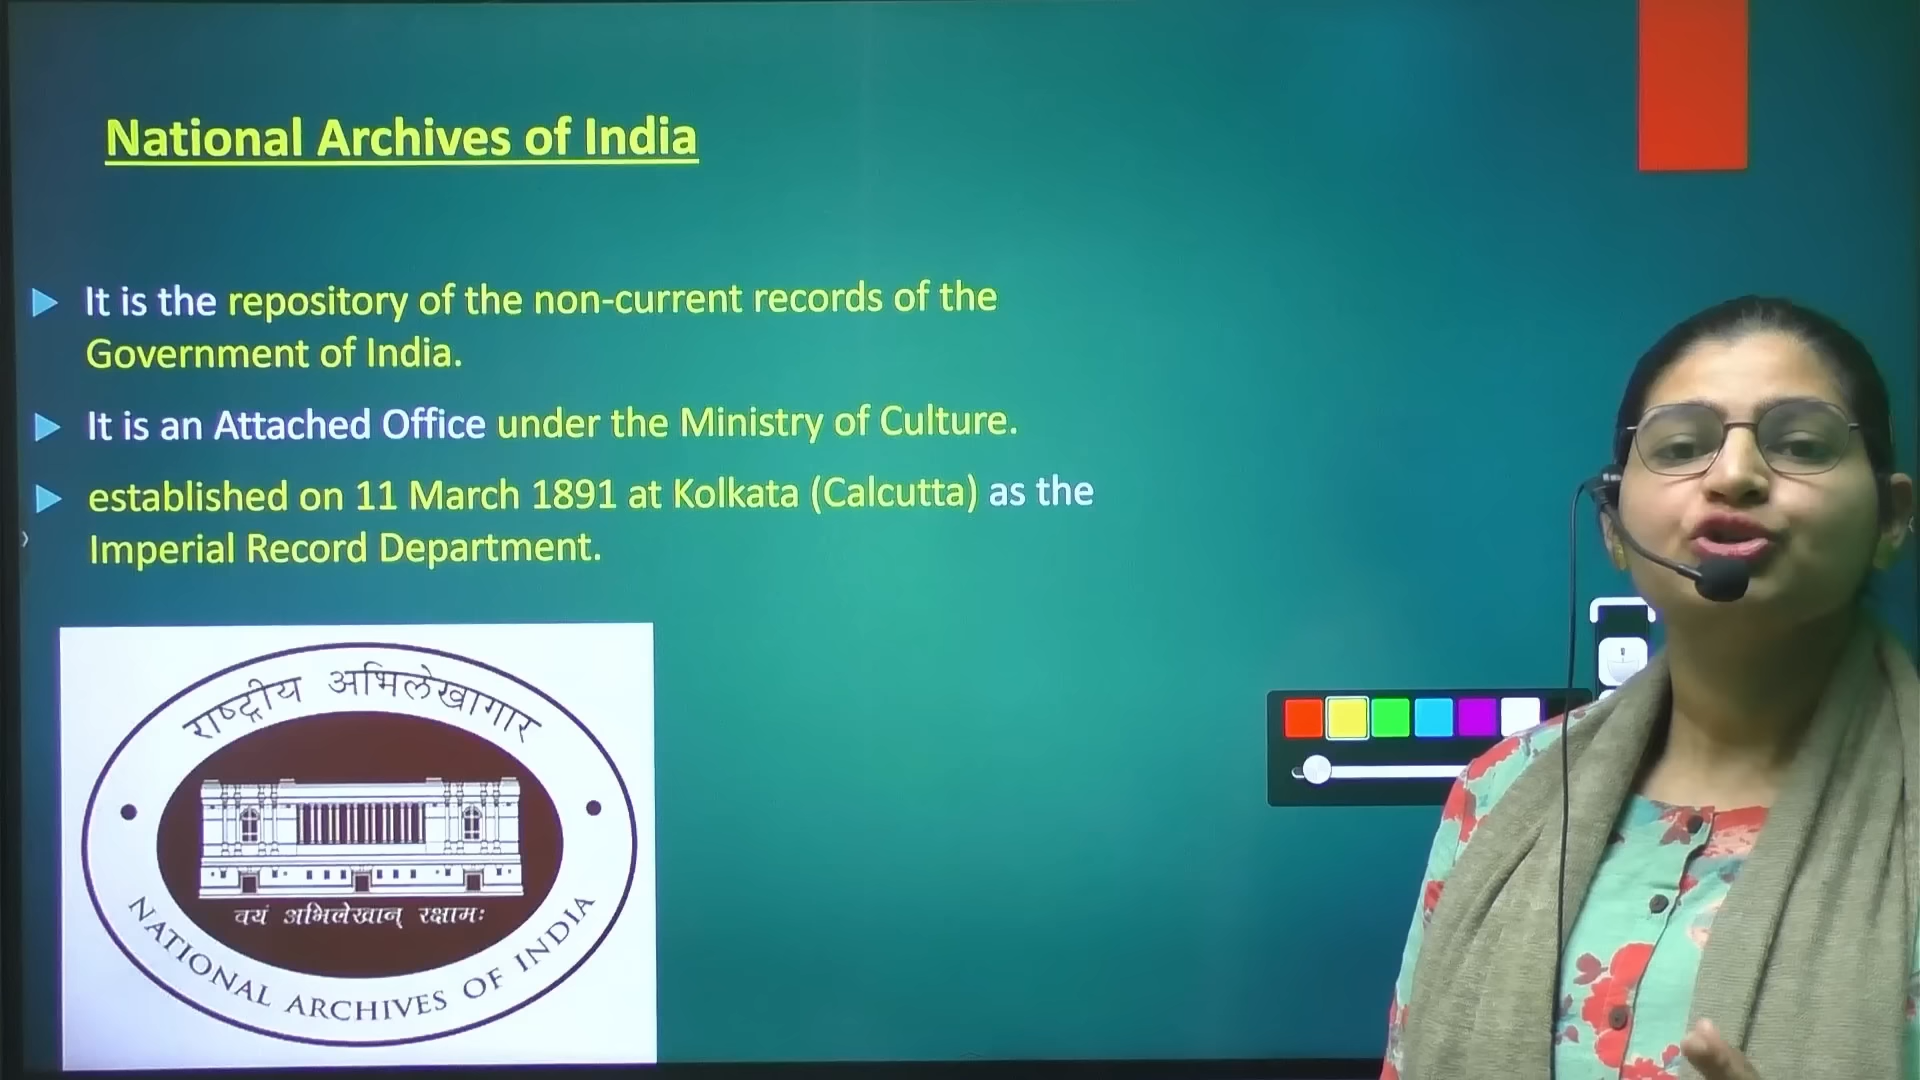 National Archives of India
It is the repository of the non-current records of the
Government of India.
It is an Attached Office under the Ministry of Culture.
established on 11 March 1891 at Kolkata (Calcutta) as the
Imperial Record Department.
राष्ट्रीय अभिलेखागार
वयं अभिलेखान् रक्षामः
NATIONAL ARCHIVES OF INDIA